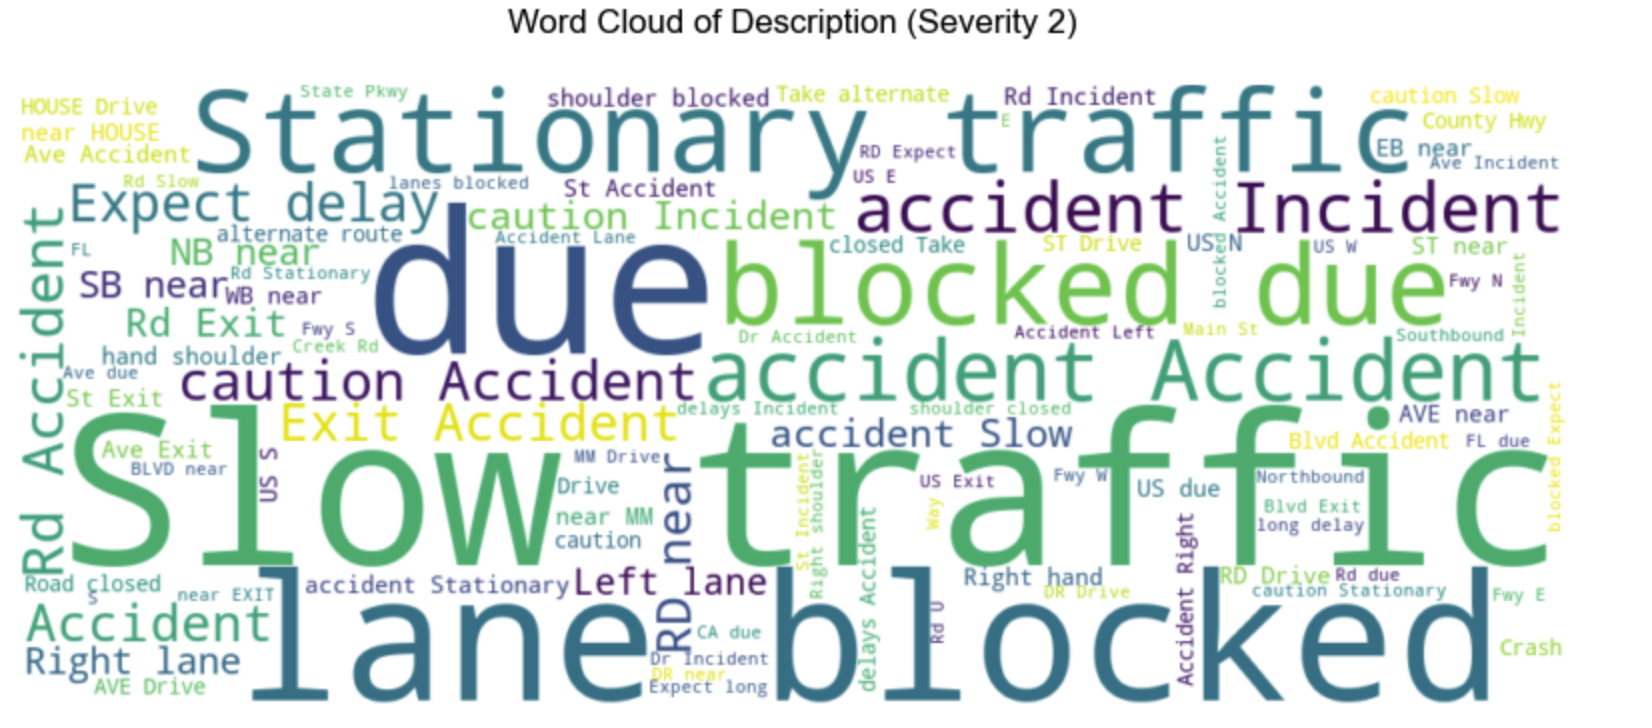 Word Cloud of Description (Severity 2)
HOUSE Drive
State Pkwy
shoulder blocked
Take alternate
Rd Incident
caution Slow
near HOUSE
Stationary traffic
E
County Hwy
Ave Accident
RD Expect
EB near
Ave Incident
Rd Slow
lanes blocked
St Accident
US E
blocked Accident
Expect delay
caution Incident
accident Incident
alternate route
Accident Lane
closed Take
ST Drive
US N
US W
ST near
FL
NB near
due
blocked due
SB near
Rd Stationary
WB near
Fwy N
Incident
Rd Accident
Rd Exit
Fwy S
Creek Rd
Dr Accident
Accident Left
Main St
Southbound
hand shoulder
Ave due
caution Accident
accident Accident
St Exit
Exit Accident
delays Incident
shoulder closed
AVE near
accident Slow
Blvd Accident
FL due
blocked Expect
Slow traffic
Ave Exit
BLVD near
US S
MM Drive
RD near
St Incident
Right shoulder
US Exit
Fwy W
Northbound
Drive
US due
Way
near MM
Blvd Exit
caution
long delay
delays Accident
Accident Right
Road closed
S
near EXIT
accident Stationary
Left lane
Right hand
RD Drive
Rd due
DR Drive
caution Stationary
Fwy E
Accident
lane blocked
Rd U
CA due
Crash
Right lane
Dr Incident
DR near
AVE Drive
Expect long